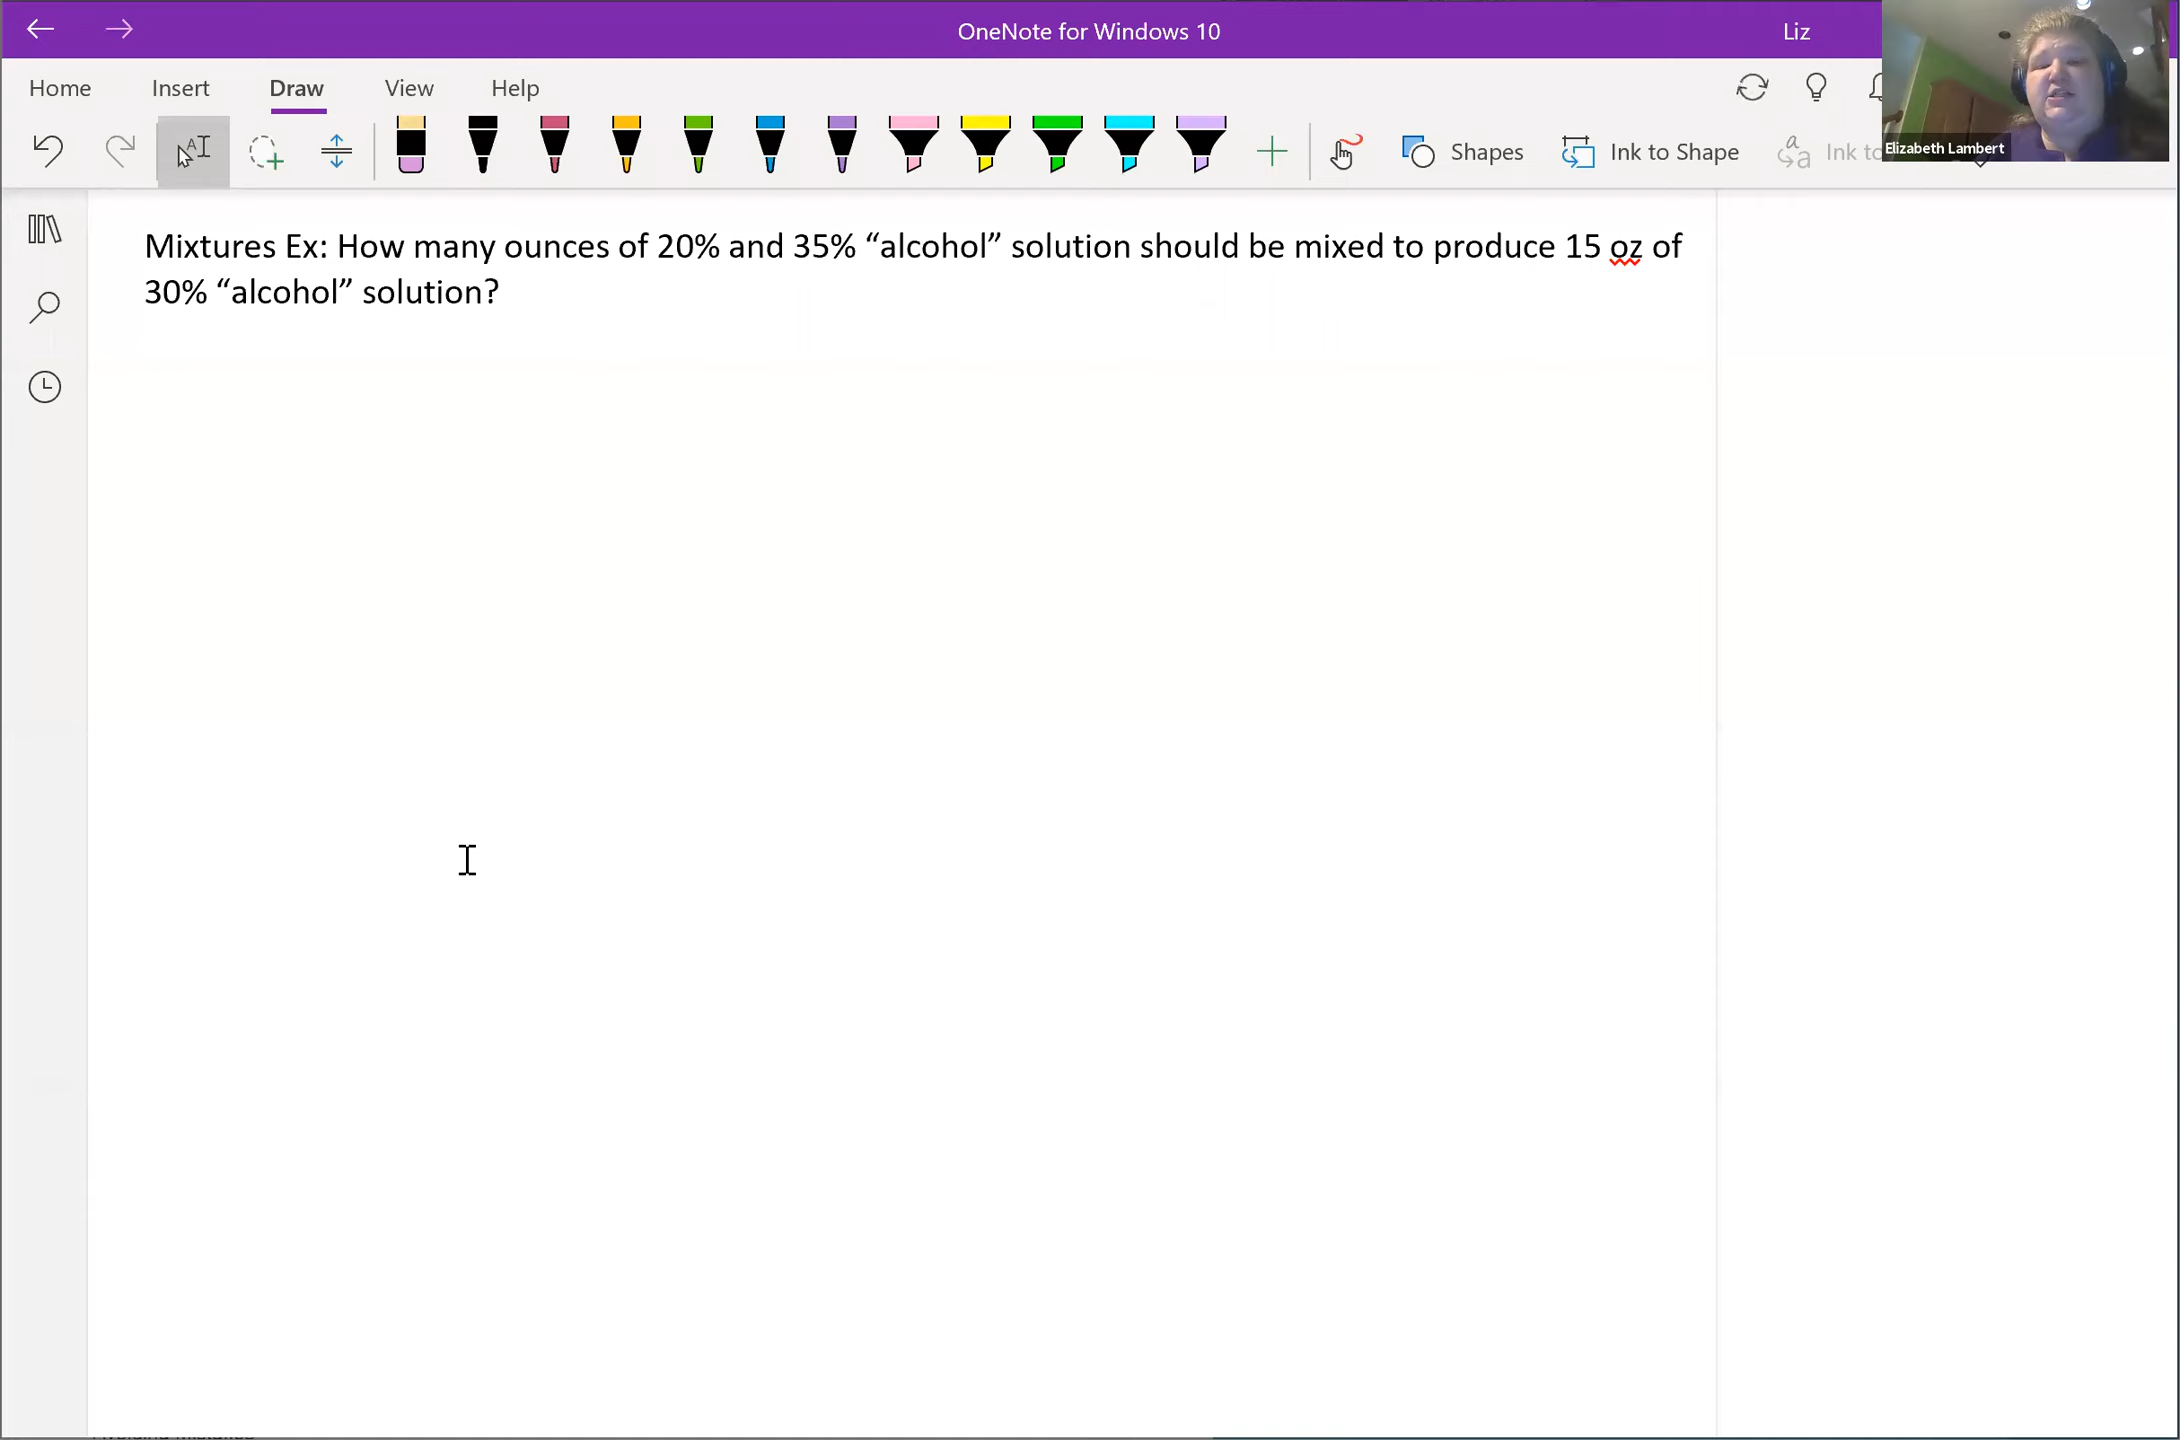 OneNote for Windows 10
Liz
Home Insert Draw View Help
Elizabeth Lambert
Shapes Ink to Shape Ink to
Mixtures Ex: How many ounces of 20% and 35% “alcohol” solution should be mixed to produce 15 oz of
30% “alcohol” solution?